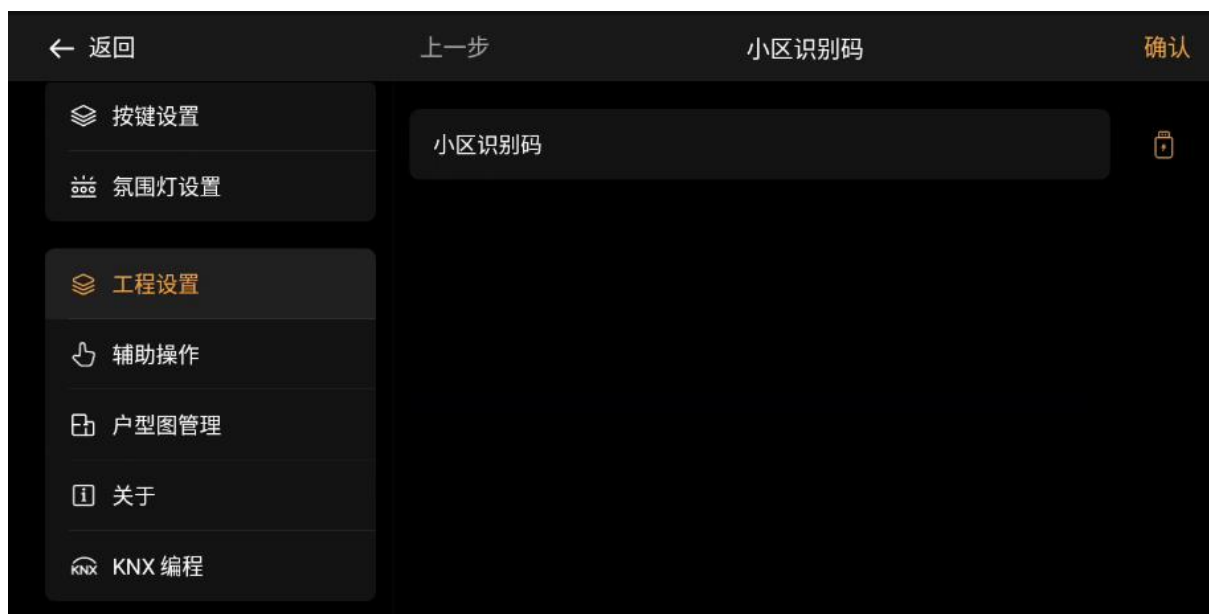 返回
上一步
小区识别码
确认
按键设置
氛围灯设置
小区识别码
工程设置
辅助操作
户型图管理
关于
KNX KNX 编程